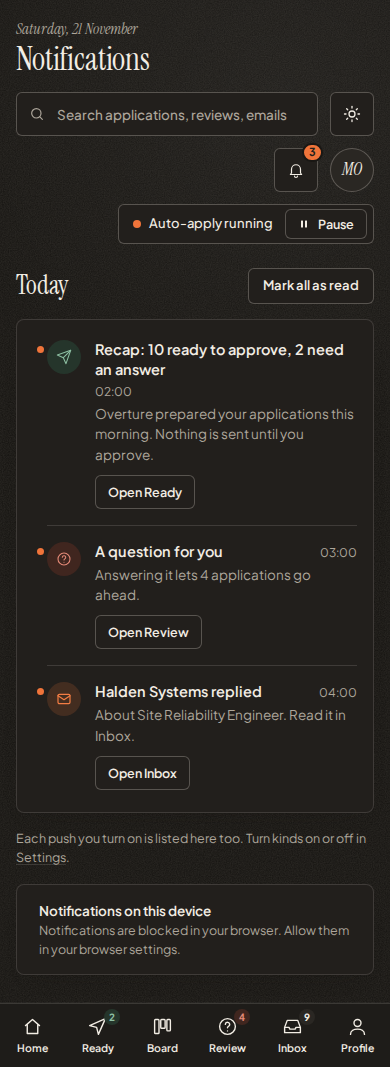 Saturday, 21 November
Notifications
Search applications, reviews, emails
3
MO
Auto-apply running
Pause
Today
Mark all as read
Recap: 10 ready to approve, 2 need
an answer
02:00
Overture prepared your applications this
morning. Nothing is sent until you
approve.
Open Ready
A question for you
03:00
Answering it lets 4 applications go
ahead.
Open Review
Halden Systems replied
04:00
About Site Reliability Engineer. Read it in
Inbox.
Open Inbox
Each push you turn on is listed here too. Turn kinds on or off in
Settings.
Notifications on this device
Notifications are blocked in your browser. Allow them
in your browser settings.
2
4
9
Home
Ready
Board
Review
Inbox
Profile